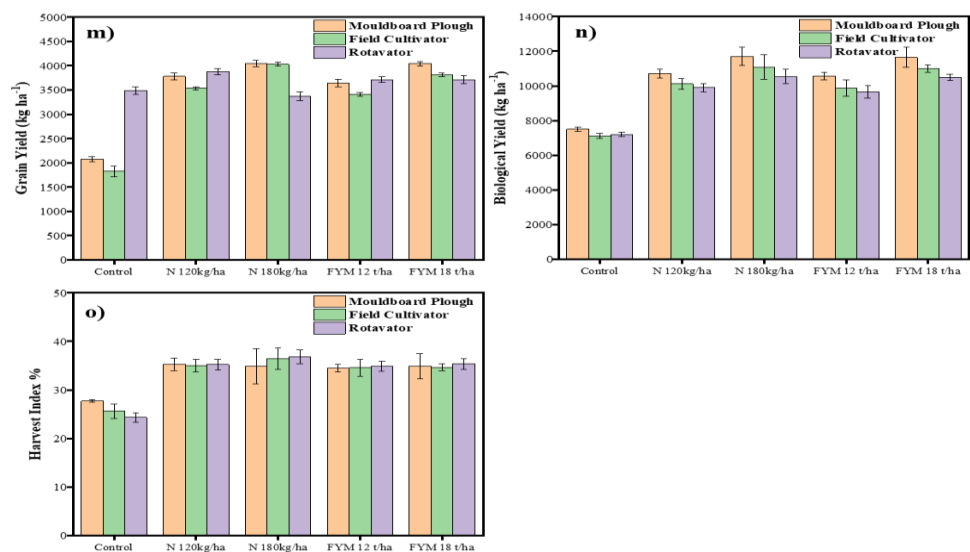 m)
Mouldboard Plough
Field Cultivator
Rotavator
Grain Yield (kg ha⁻¹)
5000
4500
4000
3500
3000
2500
2000
1500
1000
500
0
Control N 120kg/ha N 180kg/ha FYM 12 t/ha FYM 18 t/ha
n)
Mouldboard Plough
Field Cultivator
Rotavator
Biological Yield (kg ha⁻¹)
14000
12000
10000
8000
6000
4000
2000
0
Control N 120kg/ha N 180kg/ha FYM 12 t/ha FYM 18 t/ha
o)
Mouldboard Plough
Field Cultivator
Rotavator
Harvest Index %
50
40
30
20
10
0
Control N 120kg/ha N 180kg/ha FYM 12 t/ha FYM 18 t/ha